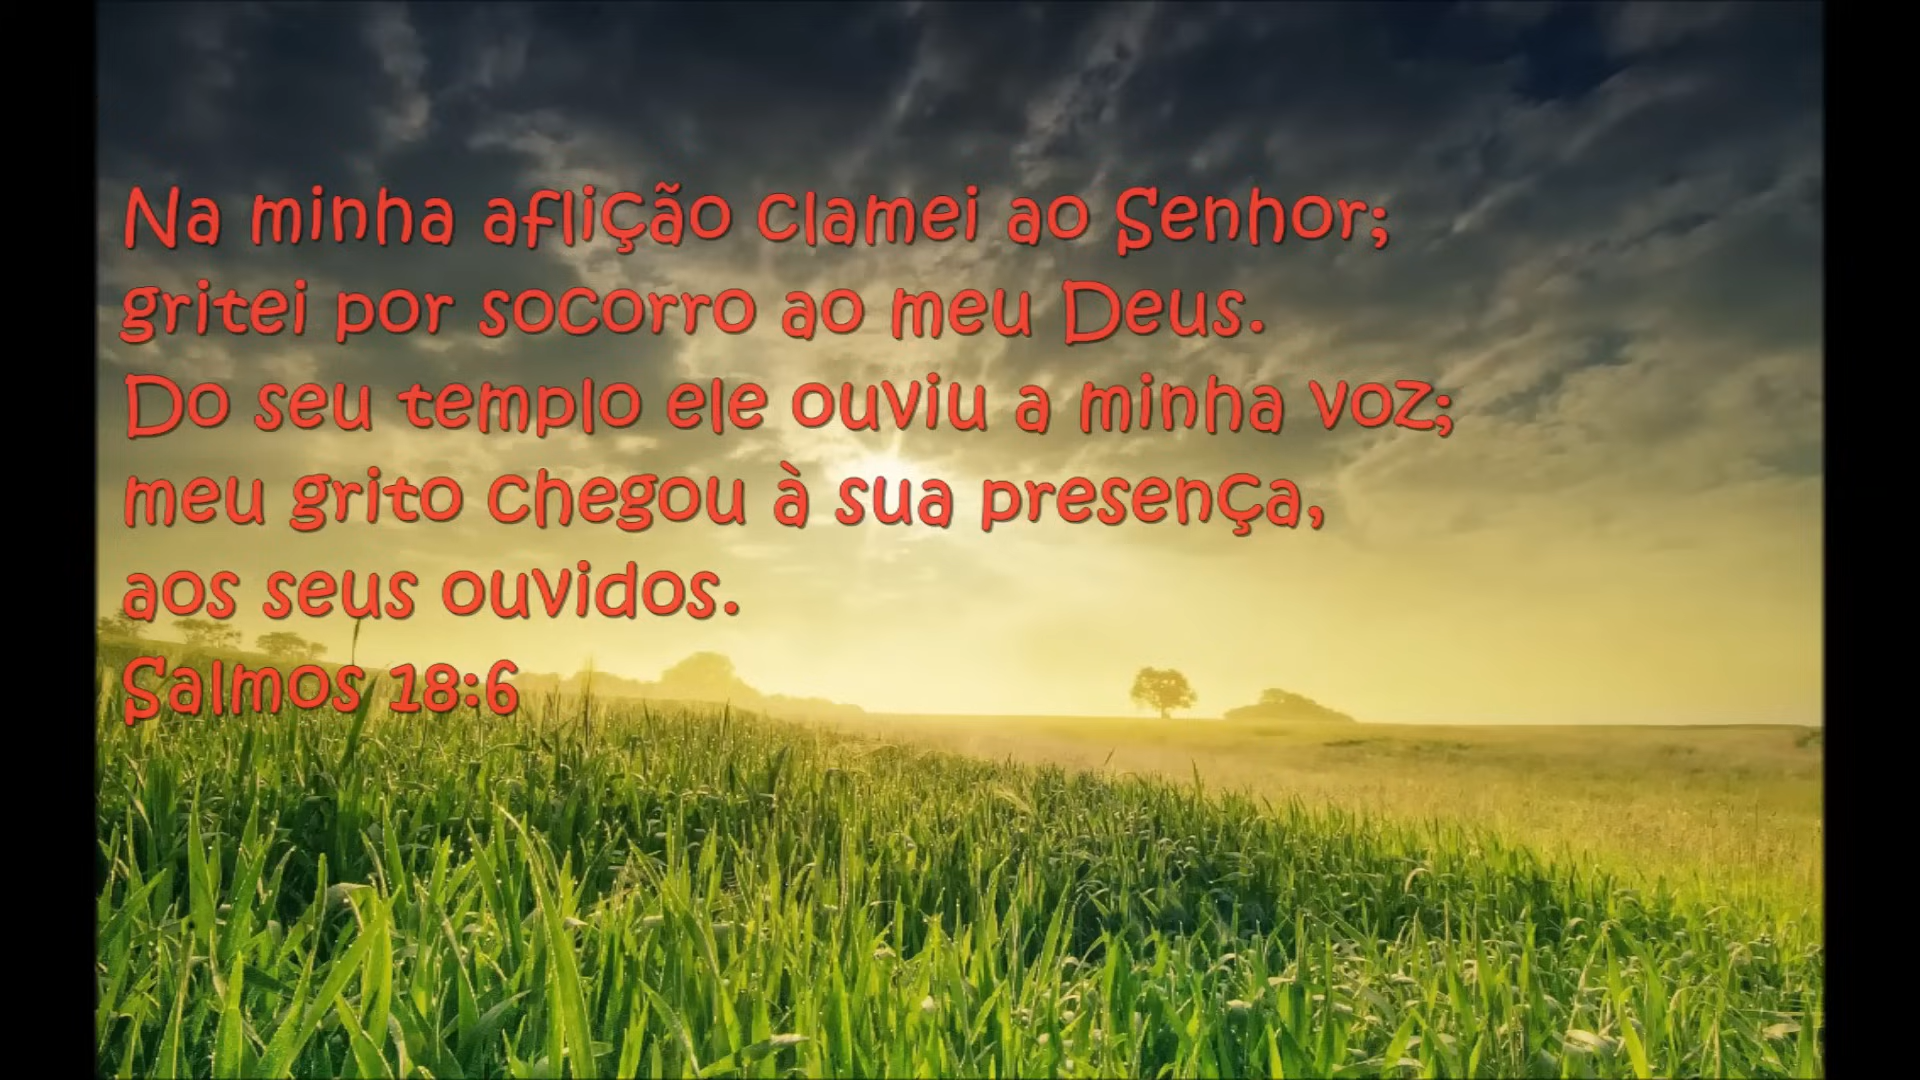 Na minha aflição clamei ao Senhor;
gritei por socorro ao meu Deus.
Do seu templo ele ouviu a minha voz;
meu grito chegou à sua presença,
aos seus ouvidos.
Salmos 18:6